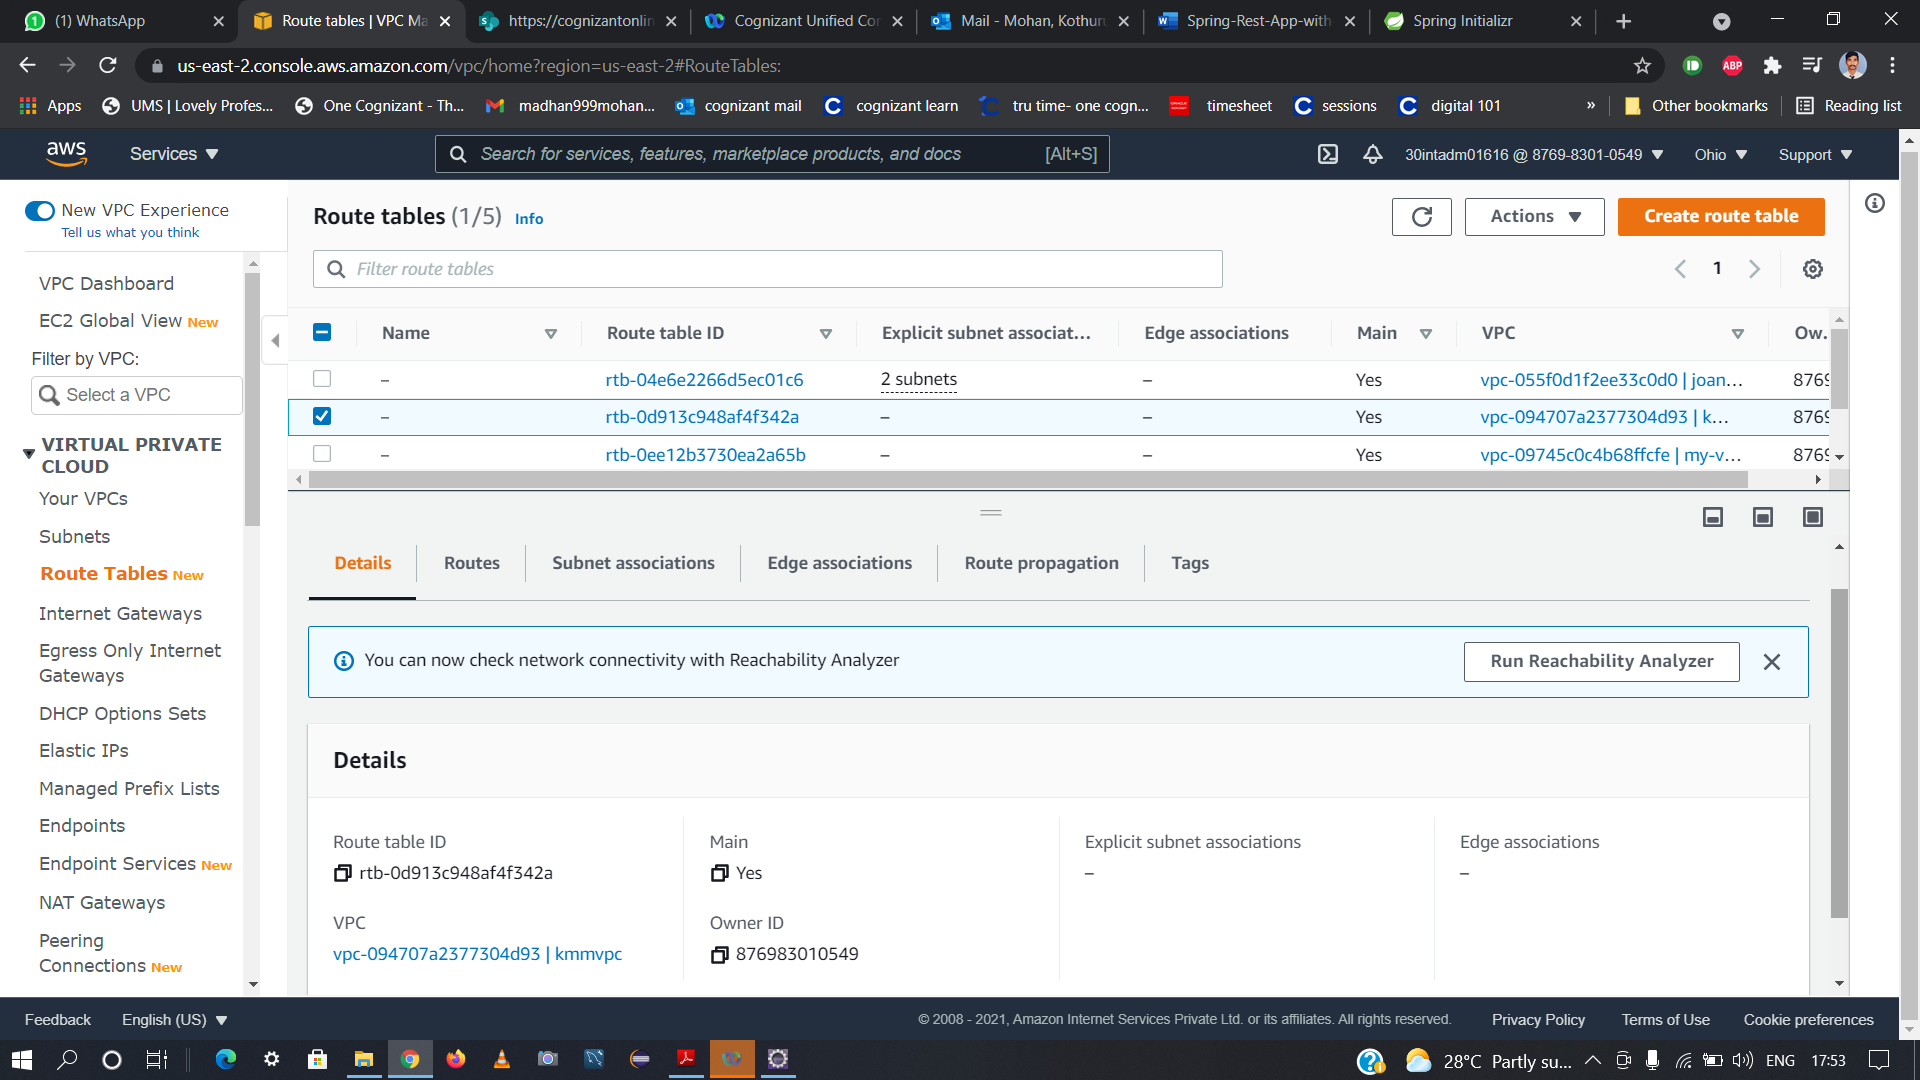 (1) WhatsApp
Route tables | VPC Ma
https://cognizantonlin
Cognizant Unified Con
Mail - Mohan, Kothuru
Spring-Rest-App-with
Spring Initializr
us-east-2.console.aws.amazon.com/vpc/home?region=us-east-2#RouteTables:
ABP
Apps
UMS | Lovely Profes...
One Cognizant - Th...
madhan999mohan...
cognizant mail
cognizant learn
tru time- one cogn...
timesheet
sessions
digital 101
»
Other bookmarks
Reading list
aws
Services
Search for services, features, marketplace products, and docs
[Alt+S]
30intadm01616 @ 8769-8301-0549
Ohio
Support
New VPC Experience
Tell us what you think
VPC Dashboard
EC2 Global View New
Filter by VPC:
Select a VPC
VIRTUAL PRIVATE
CLOUD
Your VPCs
Subnets
Route Tables New
Internet Gateways
Egress Only Internet
Gateways
DHCP Options Sets
Elastic IPs
Managed Prefix Lists
Endpoints
Endpoint Services New
NAT Gateways
Peering
Connections New
Route tables (1/5) Info
Actions
Create route table
Filter route tables
1
Name Route table ID Explicit subnet associat... Edge associations Main VPC Ow.
– rtb-04e6e2266d5ec01c6 2 subnets – Yes vpc-055f0d1f2ee33c0d0 | joan... 8769
– rtb-0d913c948af4f342a – – Yes vpc-094707a2377304d93 | k... 8769
– rtb-0ee12b3730ea2a65b – – Yes vpc-09745c0c4b68ffcfe | my-v... 8769
Details
Routes
Subnet associations
Edge associations
Route propagation
Tags
You can now check network connectivity with Reachability Analyzer
Run Reachability Analyzer
Details
Route table ID
rtb-0d913c948af4f342a
Main
Yes
Explicit subnet associations
–
Edge associations
–
VPC
vpc-094707a2377304d93 | kmmvpc
Owner ID
876983010549
Feedback
English (US)
© 2008 - 2021, Amazon Internet Services Private Ltd. or its affiliates. All rights reserved.
Privacy Policy
Terms of Use
Cookie preferences
28°C Partly su...
ENG
17:53